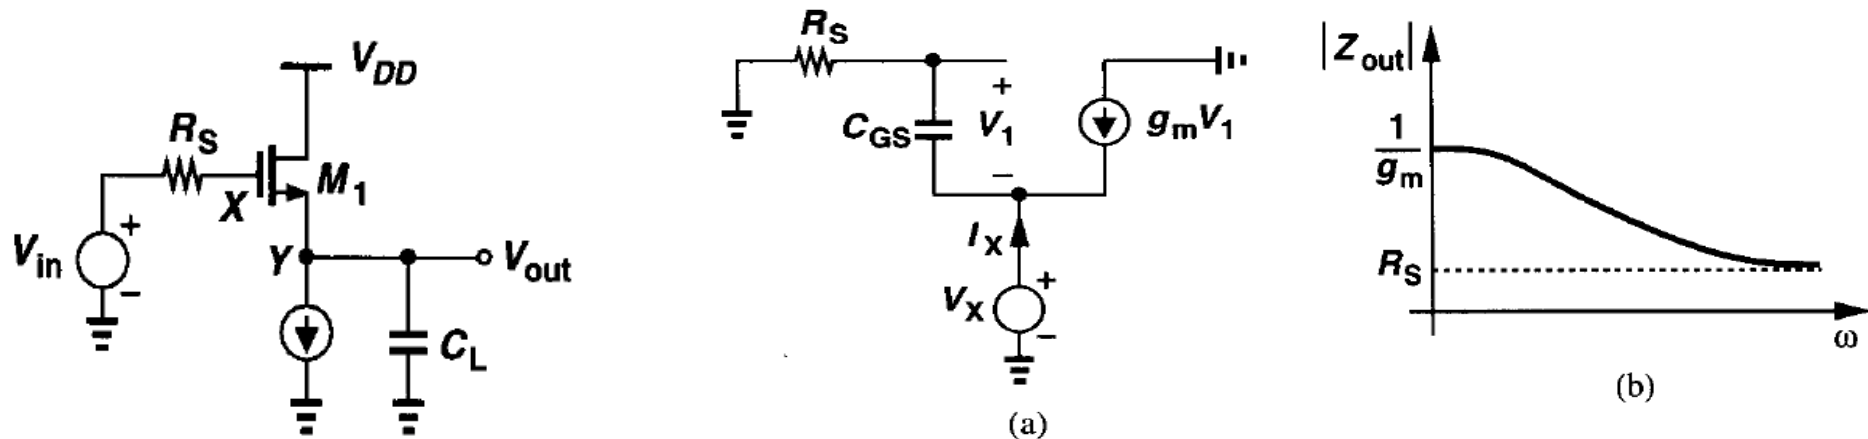 V_DD
R_S
X
M_1
V_in
+
−
Y
V_out
C_L
R_S
+
C_GS
V_1
−
g_mV_1
I_X
V_X
+
−
(a)
|Z_out|
1
g_m
R_S
ω
(b)